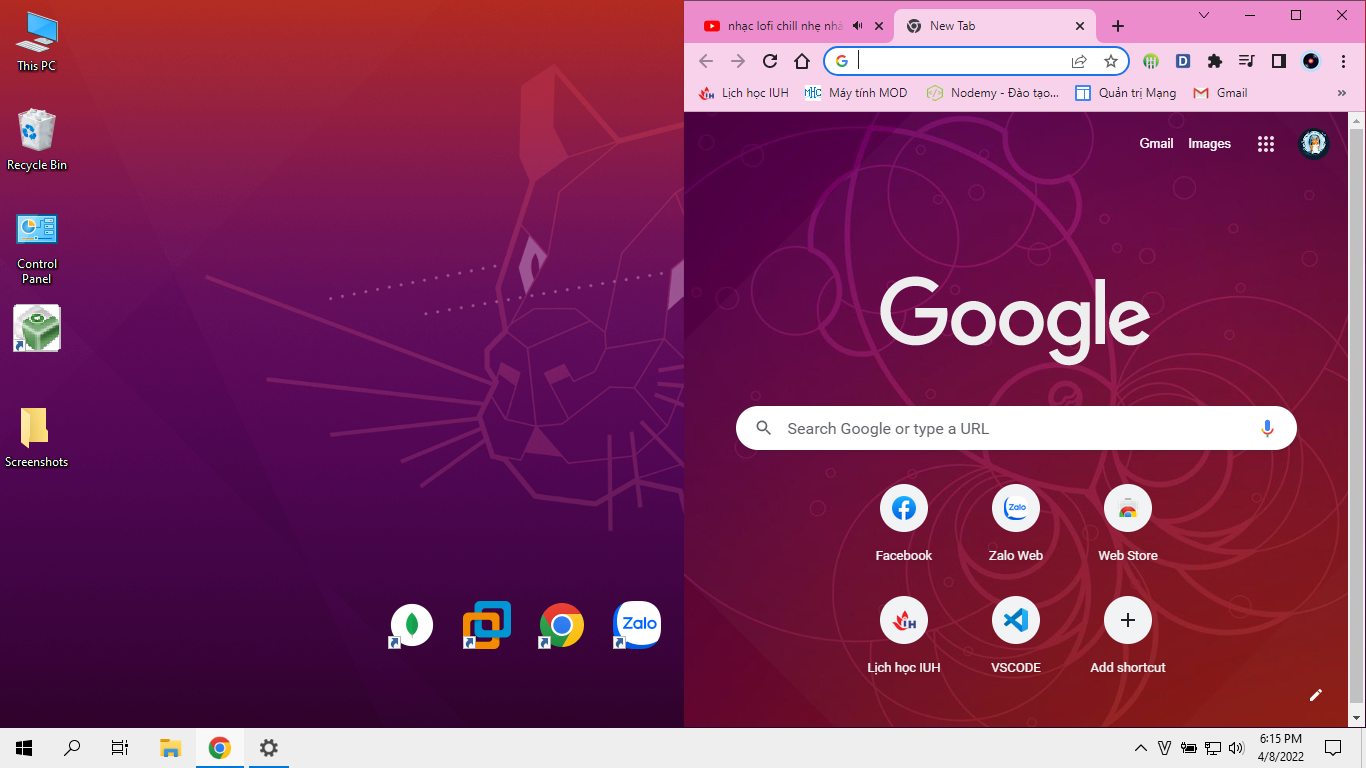 This PC
Recycle Bin
Control
Panel
Screenshots
Zalo
nhạc lofi chill nhẹ nhà
New Tab
Lịch học IUH
Máy tính MOD
Nodemy - Đào tạo...
Quản trị Mạng
Gmail
»
Gmail
Images
Google
Search Google or type a URL
Zalo
Facebook
Zalo Web
Web Store
Lịch học IUH
VSCODE
Add shortcut
6:15 PM
4/8/2022